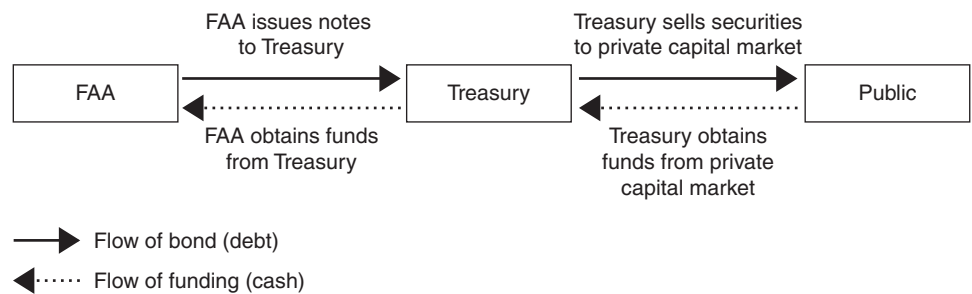 FAA issues notes
to Treasury
Treasury sells securities
to private capital market
FAA
Treasury
Public
FAA obtains funds
from Treasury
Treasury obtains
funds from private
capital market
Flow of bond (debt)
Flow of funding (cash)